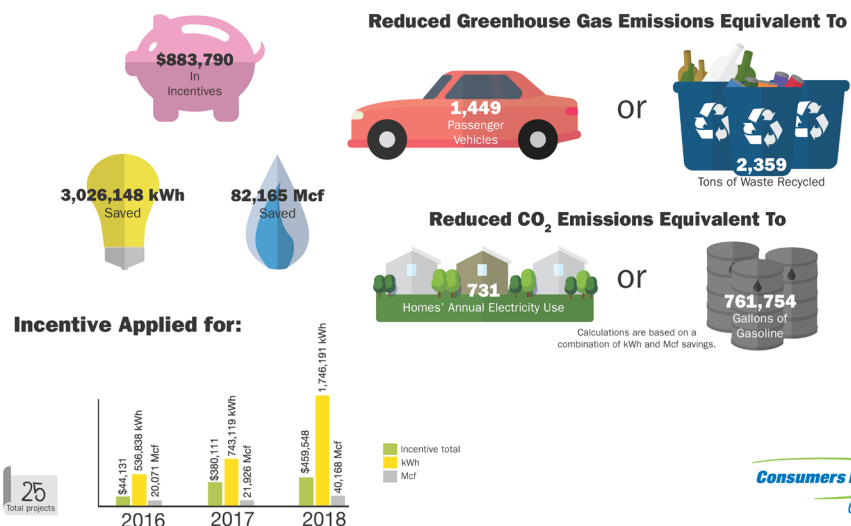 Reduced Greenhouse Gas Emissions Equivalent To
$883,790
In
Incentives
1,449
Passenger
Vehicles
or
2,359
Tons of Waste Recycled
3,026,148 kWh
Saved
82,165 Mcf
Saved
Reduced CO2 Emissions Equivalent To
731
Homes' Annual Electricity Use
or
761,754
Gallons of
Gasoline
Calculations are based on a
combination of kWh and Mcf savings.
Incentive Applied for:
$44,131
536,838 kWh
20,071 Mcf
$380,111
743,119 kWh
21,926 Mcf
$459,548
1,746,191 kWh
40,168 Mcf
2016
2017
2018
Incentive total
kWh
Mcf
25
Total projects
Consumers